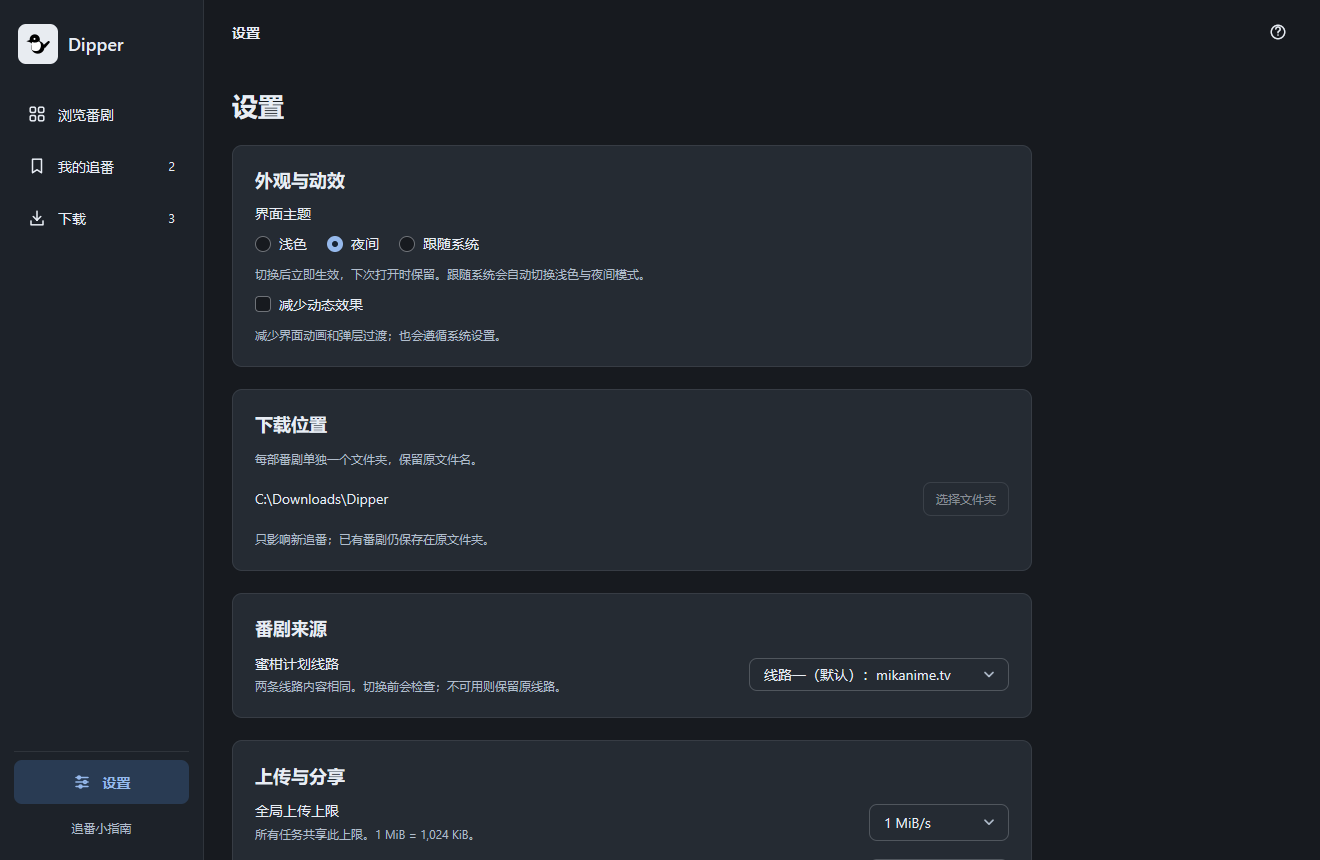 Dipper
设置
浏览番剧
我的追番 2
下载 3
设置
外观与动效
界面主题
浅色 夜间 跟随系统
切换后立即生效，下次打开时保留。跟随系统会自动切换浅色与夜间模式。
减少动态效果
减少界面动画和弹层过渡；也会遵循系统设置。
下载位置
每部番剧单独一个文件夹，保留原文件名。
C:\Downloads\Dipper 选择文件夹
只影响新追番；已有番剧仍保存在原文件夹。
番剧来源
蜜柑计划线路
两条线路内容相同。切换前会检查；不可用则保留原线路。
线路一（默认）：mikanime.tv
上传与分享
全局上传上限
所有任务共享此上限。1 MiB = 1,024 KiB。
1 MiB/s
设置
追番小指南